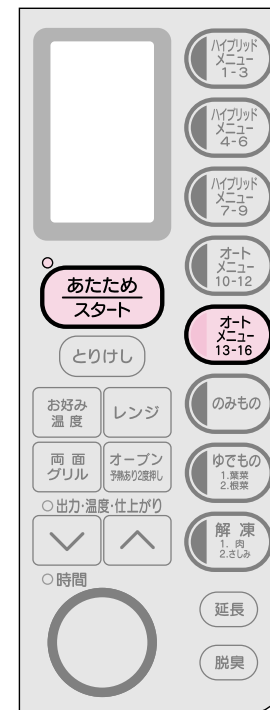 ハイブリッド
メニュー
1-3
ハイブリッド
メニュー
4-6
ハイブリッド
メニュー
7-9
オート
メニュー
10-12
あたため
スタート
オート
メニュー
13-16
とりけし
のみもの
お好み
温度
レンジ
両面
グリル
オーブン
予熱あり2度押し
ゆでもの
1.葉菜
2.根菜
出力・温度・仕上がり
解凍
1.肉
2.さしみ
時間
延長
脱臭